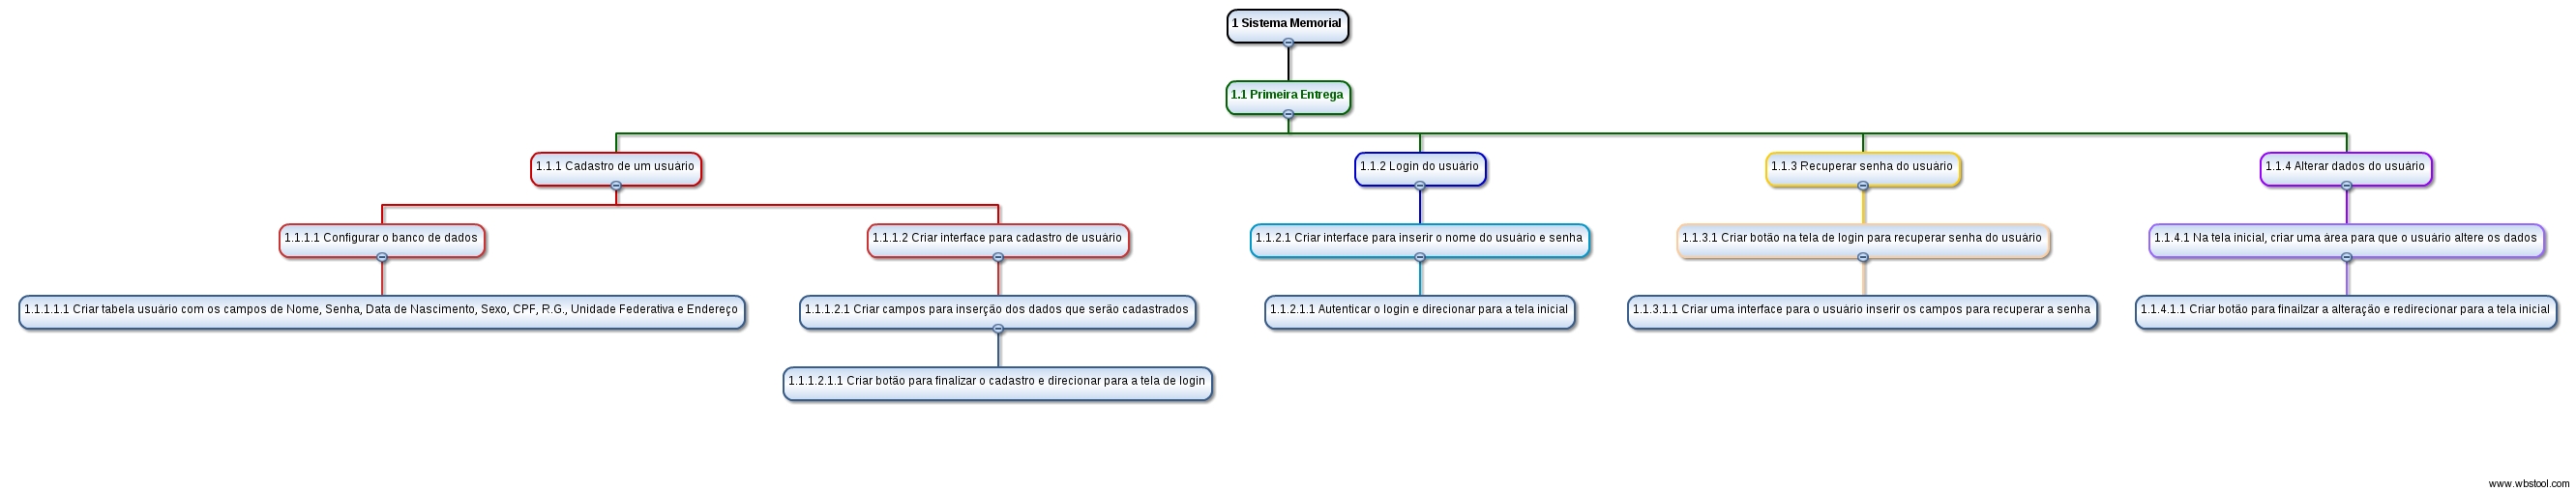 1 Sistema Memorial
1.1 Primeira Entrega
1.1.1 Cadastro de um usuário
1.1.2 Login do usuário
1.1.3 Recuperar senha do usuário
1.1.4 Alterar dados do usuário
1.1.1.1 Configurar o banco de dados
1.1.1.2 Criar interface para cadastro de usuário
1.1.2.1 Criar interface para inserir o nome do usuário e senha
1.1.3.1 Criar botão na tela de login para recuperar senha do usuário
1.1.4.1 Na tela inicial, criar uma área para que o usuário altere os dados
1.1.1.1.1 Criar tabela usuário com os campos de Nome, Senha, Data de Nascimento, Sexo, CPF, R.G., Unidade Federativa e Endereço
1.1.1.2.1 Criar campos para inserção dos dados que serão cadastrados
1.1.2.1.1 Autenticar o login e direcionar para a tela inicial
1.1.3.1.1 Criar uma interface para o usuário inserir os campos para recuperar a senha
1.1.4.1.1 Criar botão para finailzar a alteração e redirecionar para a tela inicial
1.1.1.2.1.1 Criar botão para finalizar o cadastro e direcionar para a tela de login
www.wbstool.com